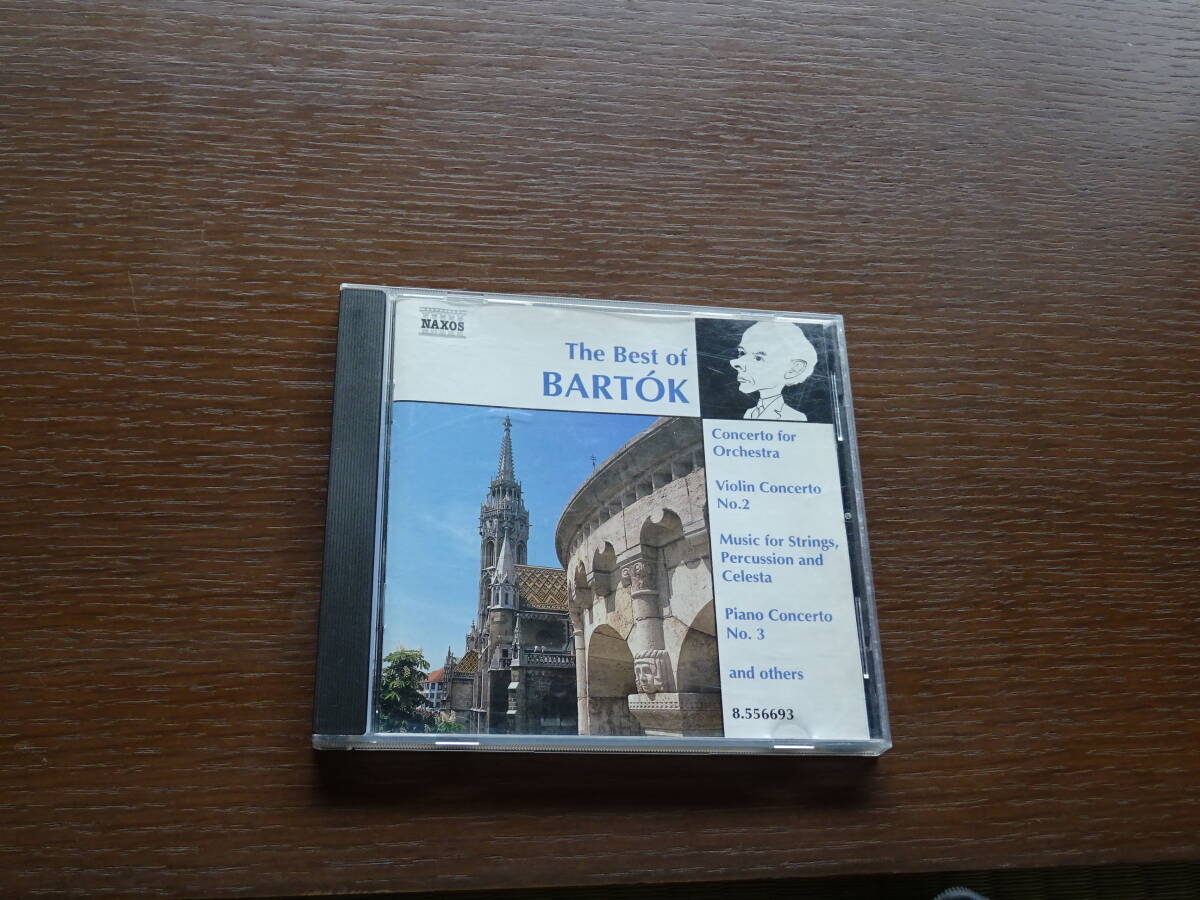 NAXOS
The Best of
BARTÓK
Concerto for
Orchestra
Violin Concerto
No.2
Music for Strings,
Percussion and
Celesta
Piano Concerto
No. 3
and others
8.556693